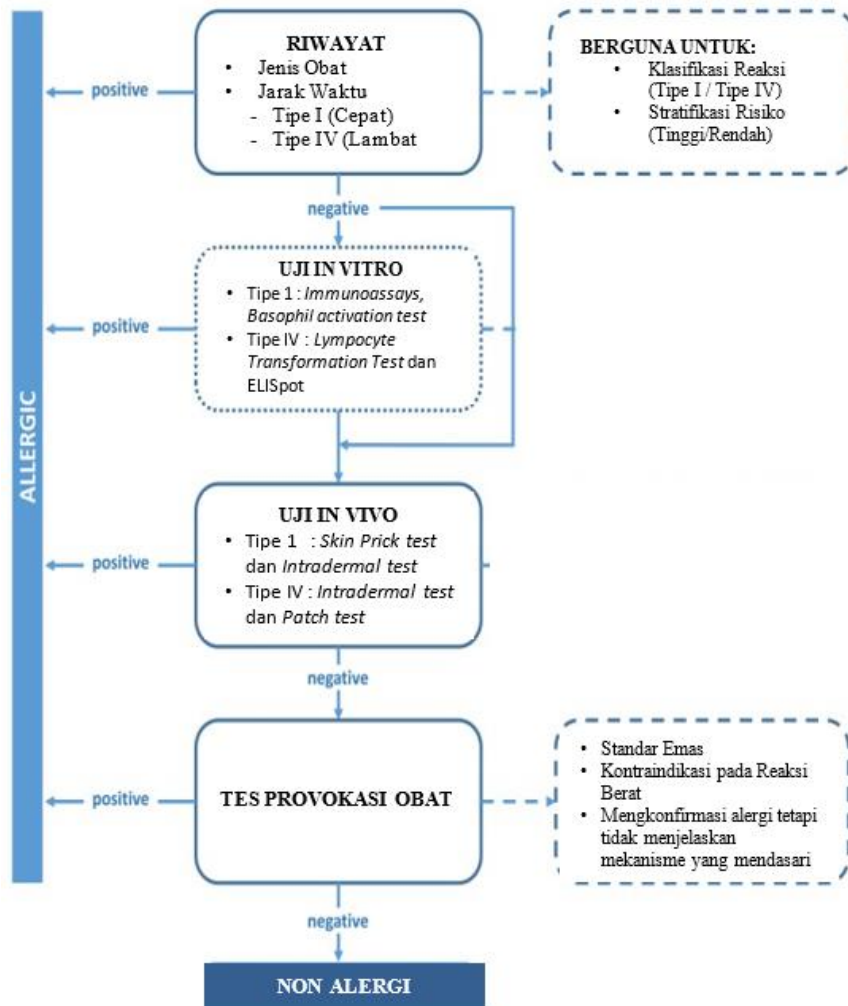 RIWAYAT
• Jenis Obat
• Jarak Waktu
- Tipe I (Cepat)
- Tipe IV (Lambat
positive
BERGUNA UNTUK:
• Klasifikasi Reaksi
(Tipe I / Tipe IV)
• Stratifikasi Risiko
(Tinggi/Rendah)
negative
UJI IN VITRO
• Tipe 1 : Immunoassays,
Basophil activation test
• Tipe IV : Lympocyte
Transformation Test dan
ELISpot
positive
ALLERGIC
UJI IN VIVO
• Tipe 1 : Skin Prick test
dan Intradermal test
• Tipe IV : Intradermal test
dan Patch test
positive
negative
TES PROVOKASI OBAT
positive
• Standar Emas
• Kontraindikasi pada Reaksi
Berat
• Mengkonfirmasi alergi tetapi
tidak menjelaskan
mekanisme yang mendasari
negative
NON ALERGI